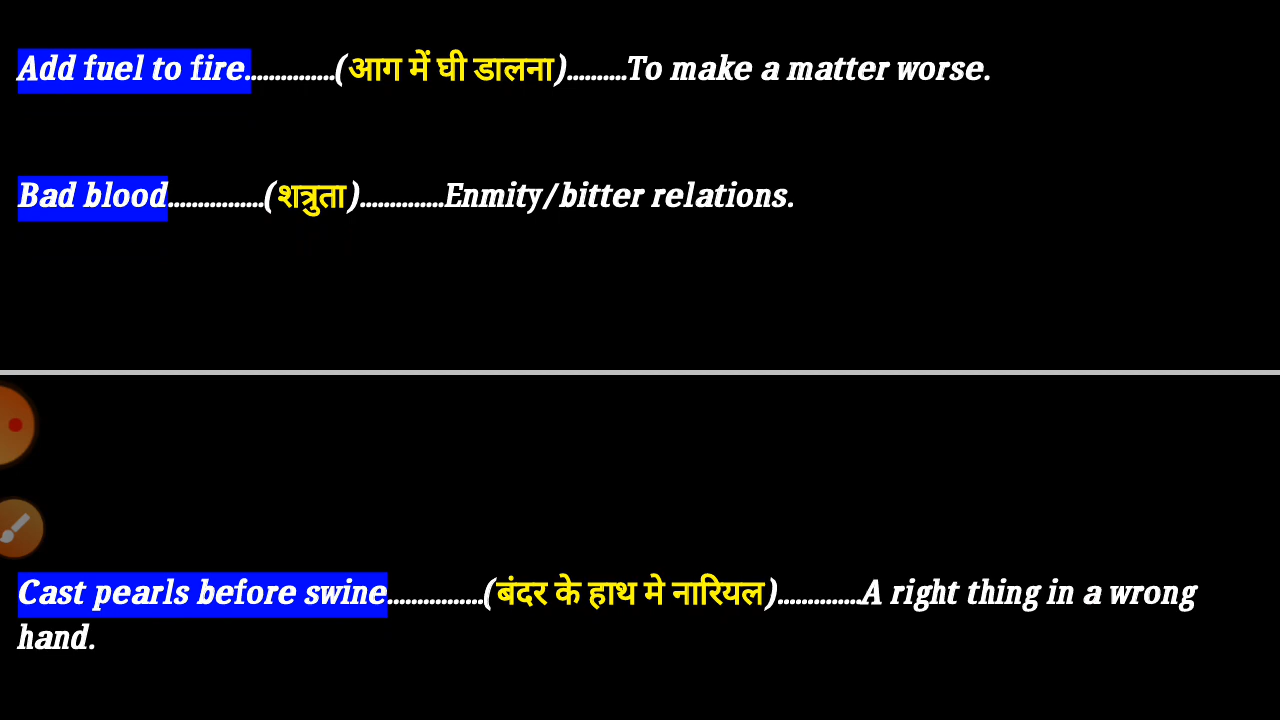 Add fuel to fire...............(आग में घी डालना)..........To make a matter worse.
Bad blood................(शत्रुता)..............Enmity/bitter relations.
Cast pearls before swine................(बंदर के हाथ मे नारियल)..............A right thing in a wrong
hand.